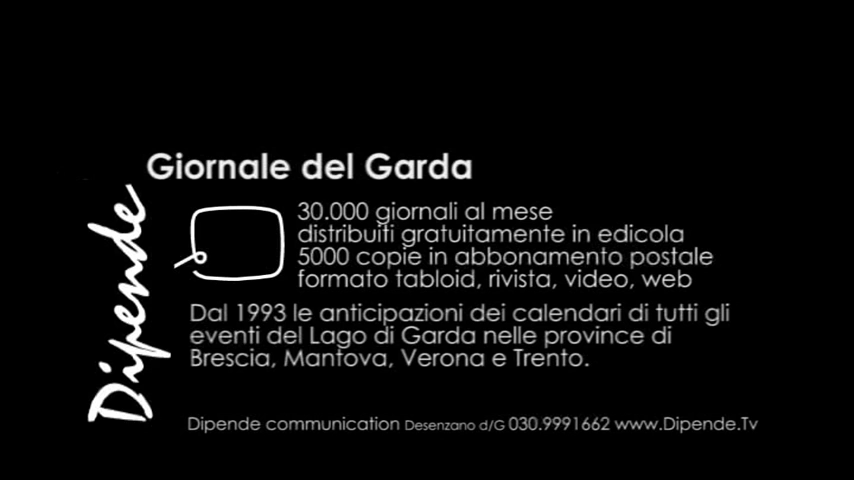 Giornale del Garda
Dipende
30.000 giornali al mese
distribuiti gratuitamente in edicola
5000 copie in abbonamento postale
formato tabloid, rivista, video, web
Dal 1993 le anticipazioni dei calendari di tutti gli
eventi del Lago di Garda nelle province di
Brescia, Mantova, Verona e Trento.
Dipende communication Desenzano d/G 030.9991662 www.Dipende.Tv